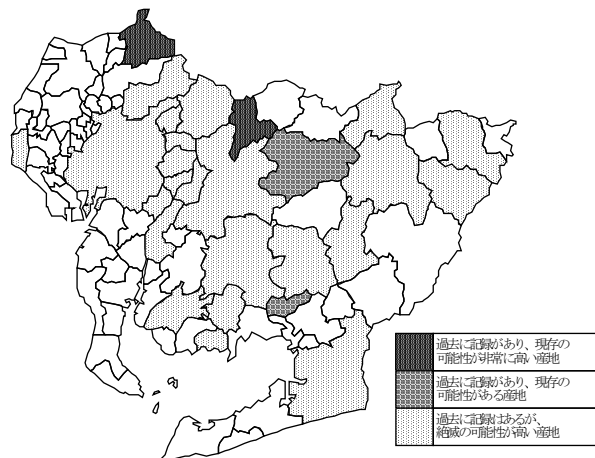 過去に記録があり、現存の
可能性が非常に高い産地
過去に記録があり、現存の
可能性がある産地
過去に記録はあるが、
絶滅の可能性が高い産地